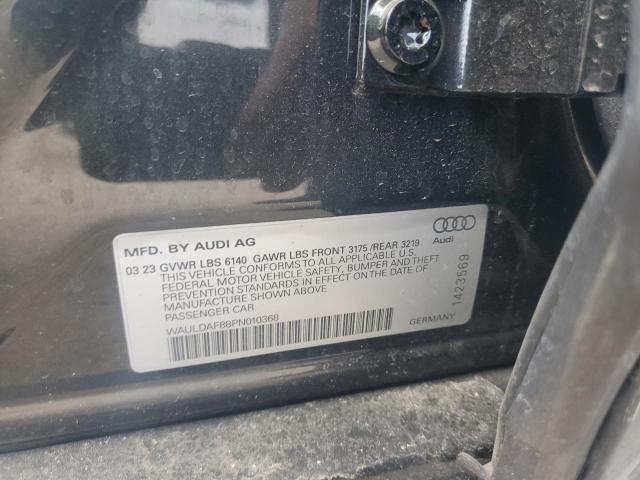 MFD. BY AUDI AG
03 23 GVWR LBS 6140 GAWR LBS FRONT 3175 /REAR 3219
THIS VEHICLE CONFORMS TO ALL APPLICABLE U.S.
FEDERAL MOTOR VEHICLE SAFETY, BUMPER AND THEFT
PREVENTION STANDARDS IN EFFECT ON THE DATE OF
MANUFACTURE SHOWN ABOVE
PASSENGER CAR
WAULDAF88PN010368
Audi
1423569
GERMANY